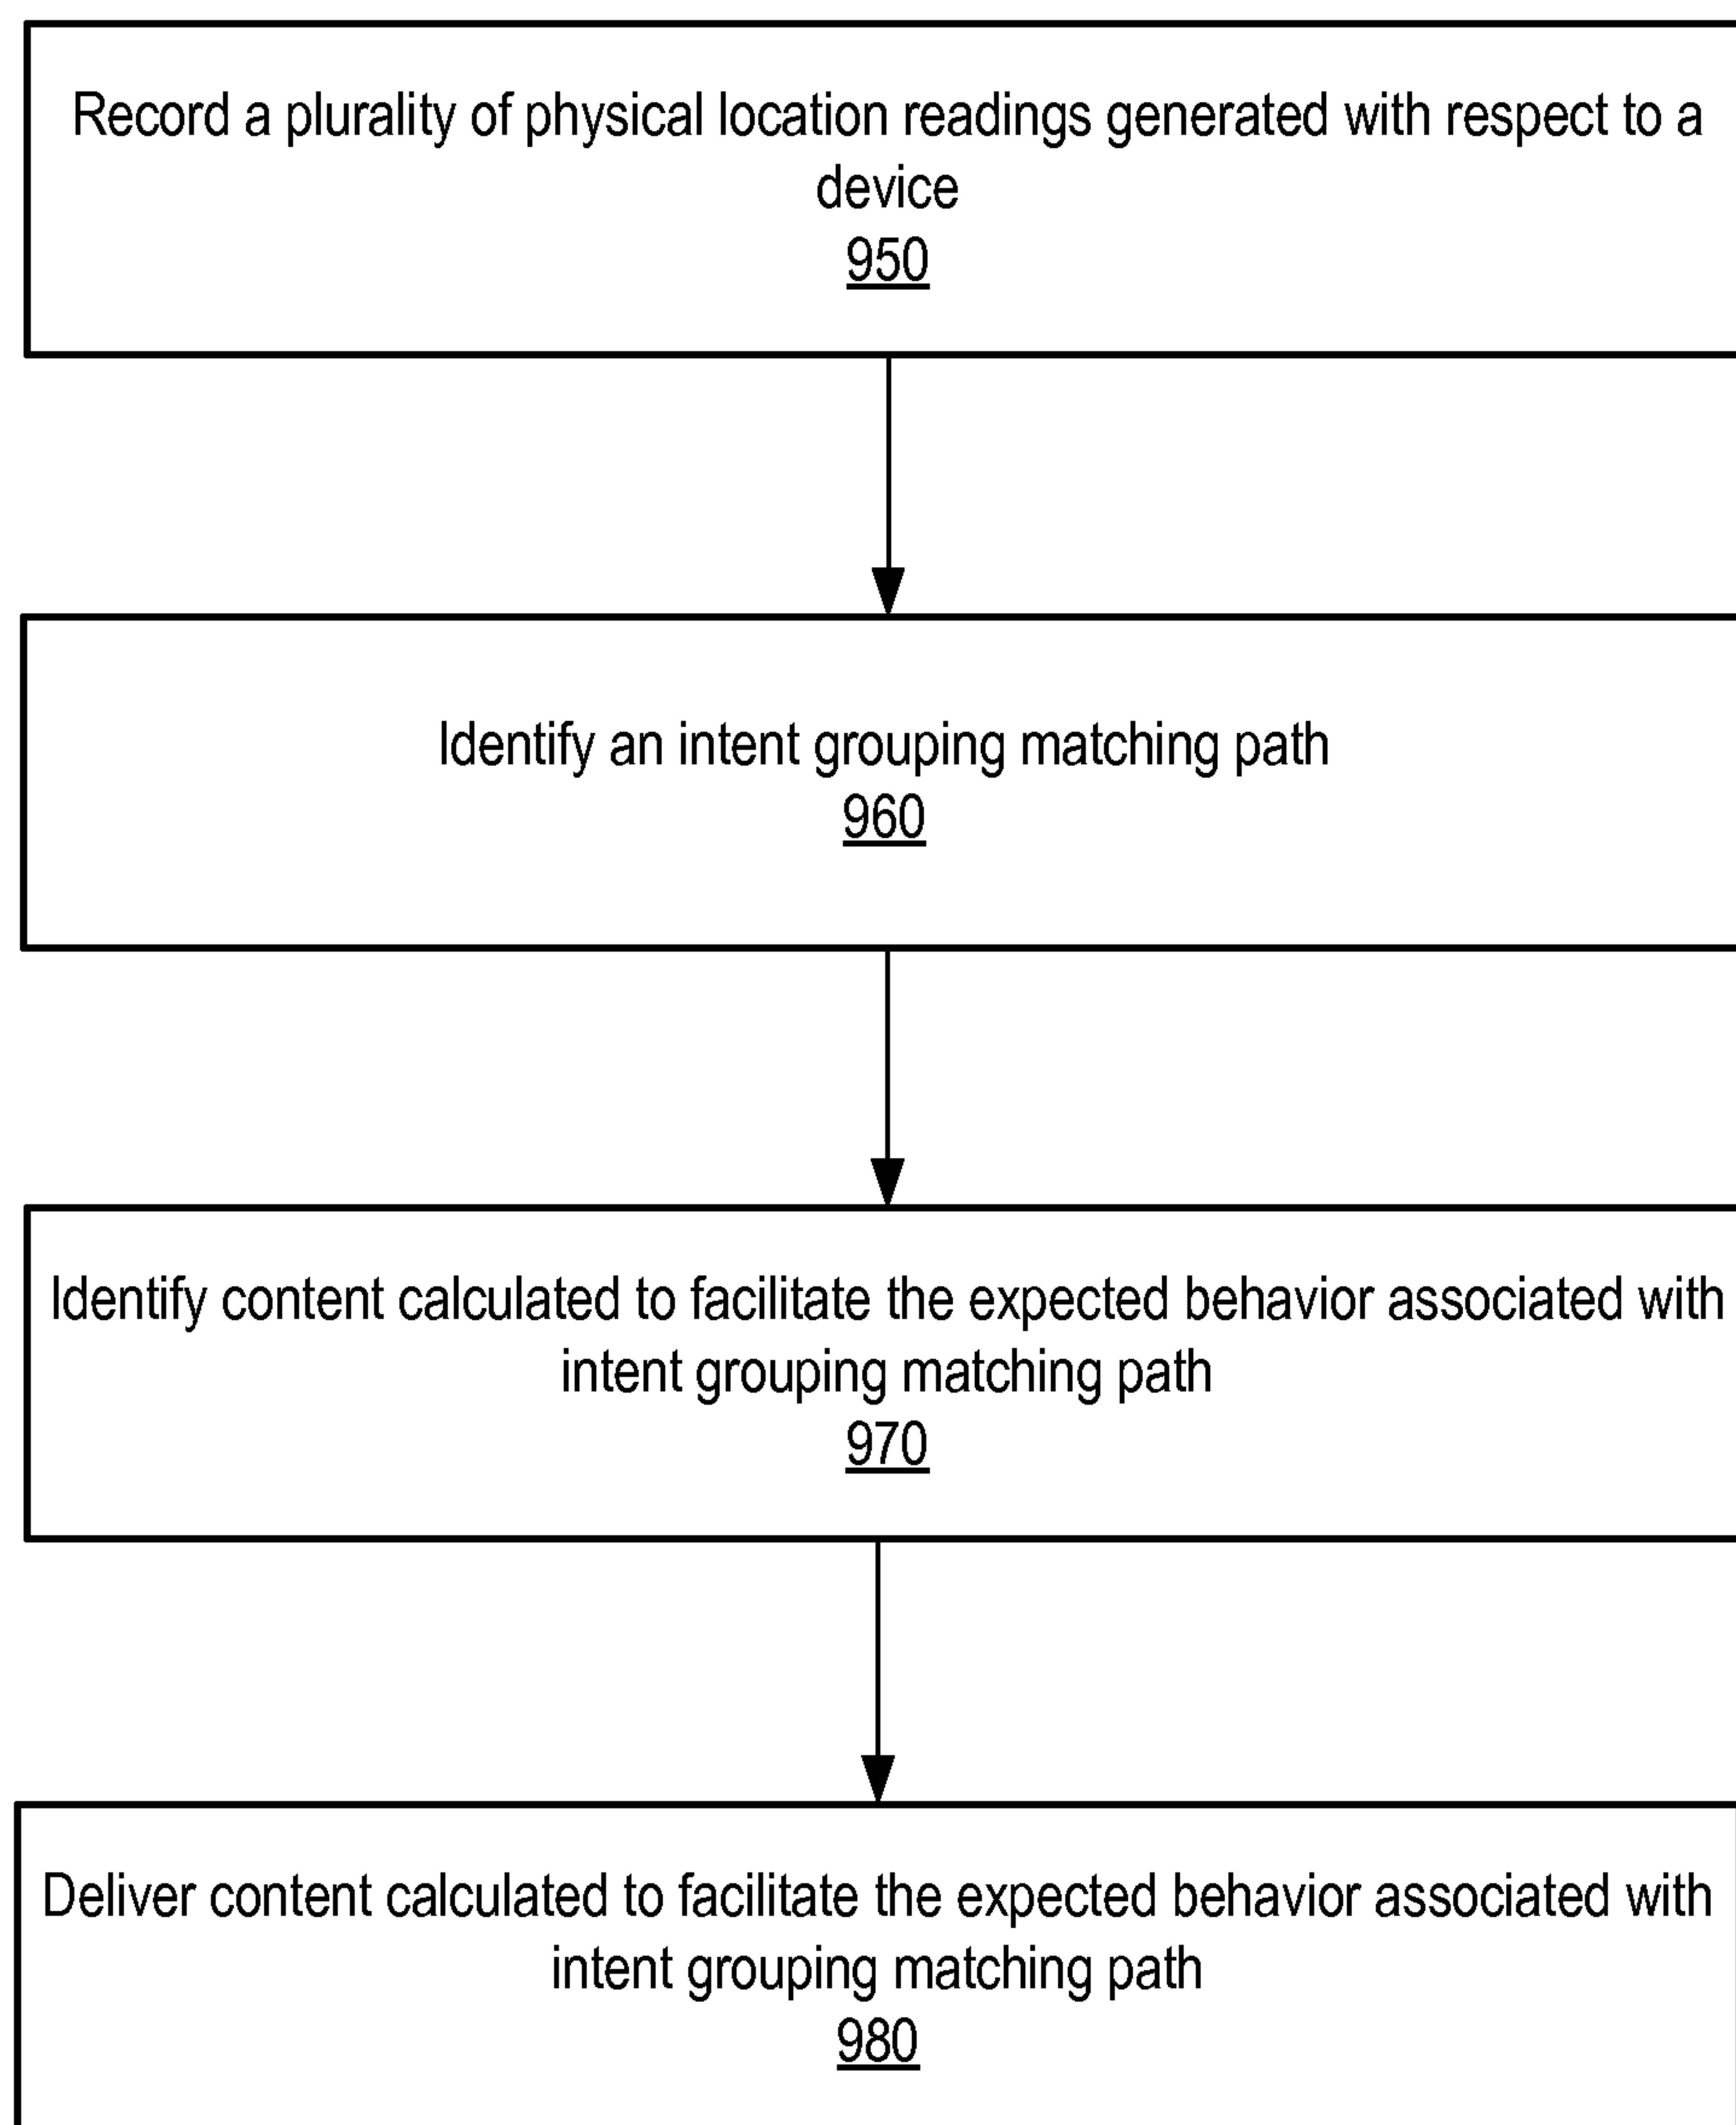 Record a plurality of physical location readings generated with respect to a
device
950
Identify an intent grouping matching path
960
Identify content calculated to facilitate the expected behavior associated with
intent grouping matching path
970
Deliver content calculated to facilitate the expected behavior associated with
intent grouping matching path
980